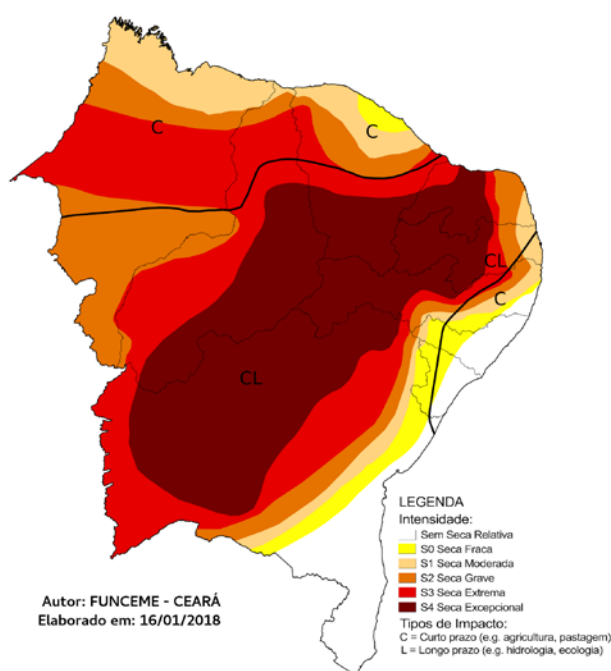 C
C
CL
C
CL
LEGENDA
Intensidade:
Sem Seca Relativa
S0 Seca Fraca
S1 Seca Moderada
S2 Seca Grave
S3 Seca Extrema
S4 Seca Excepcional
Tipos de Impacto:
C = Curto prazo (e.g. agricultura, pastagem)
L = Longo prazo (e.g. hidrologia, ecologia)
Autor: FUNCEME - CEARÁ
Elaborado em: 16/01/2018